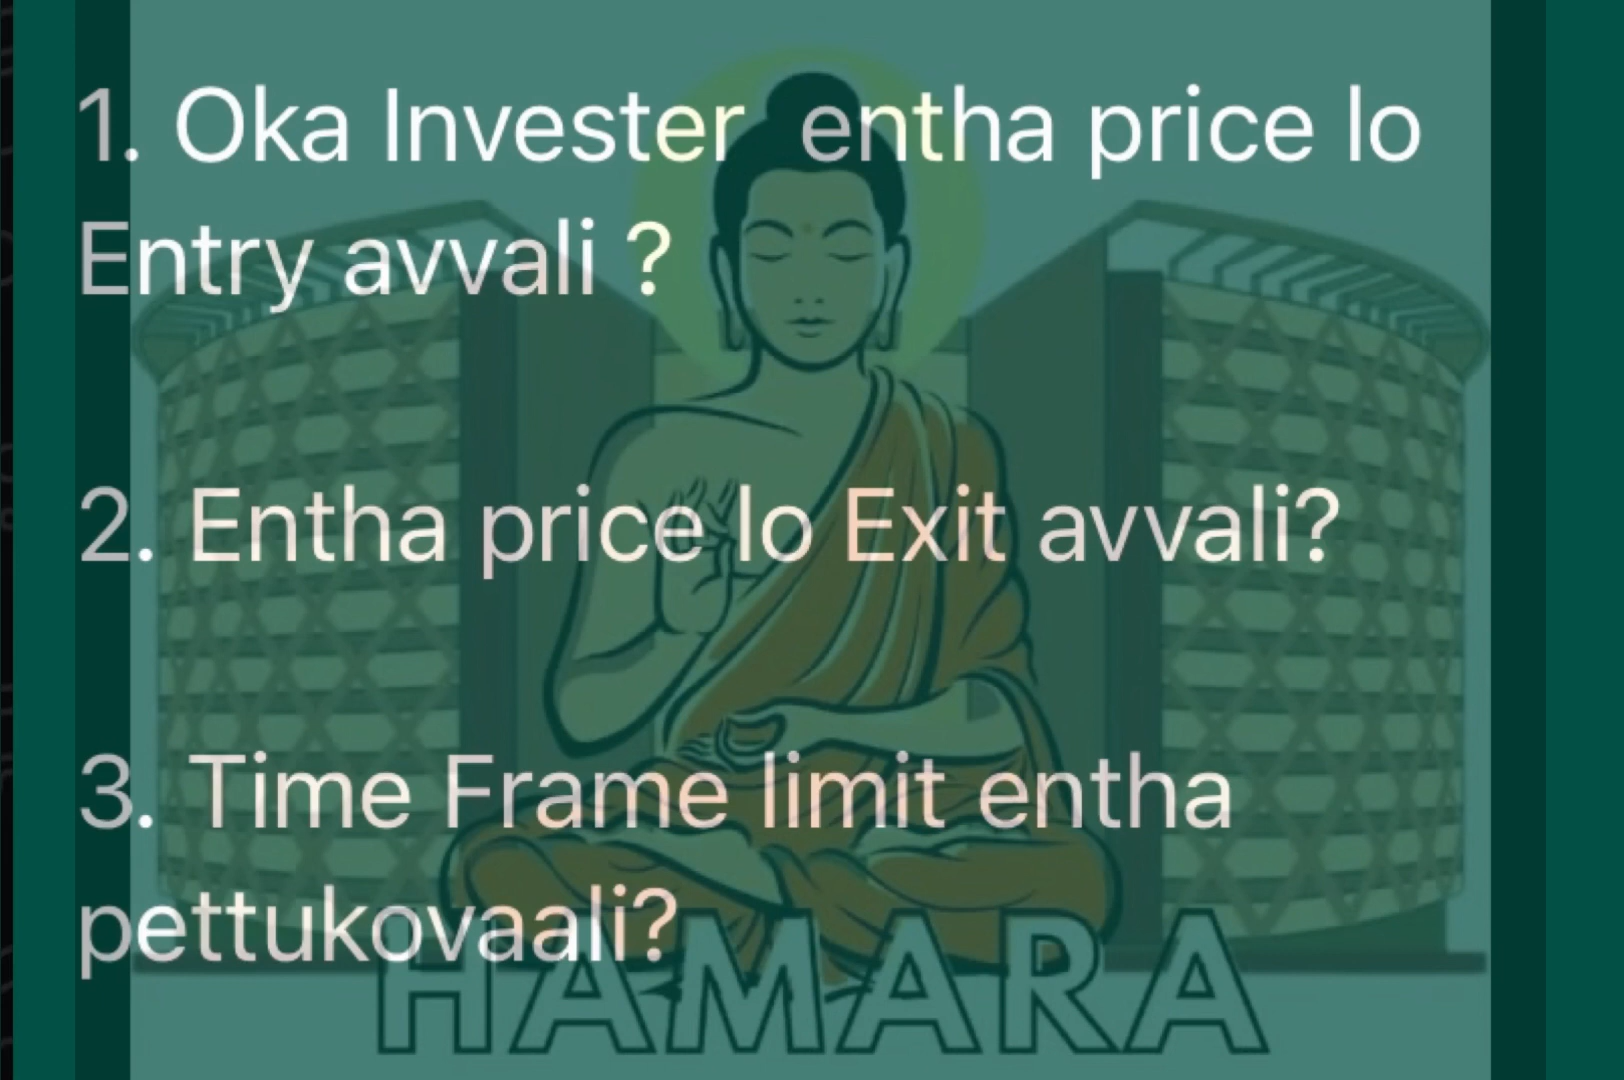 1. Oka Invester  entha price lo
Entry avvali ?
2. Entha price lo Exit avvali?
3. Time Frame limit entha
pettukovaali?
HAMARA